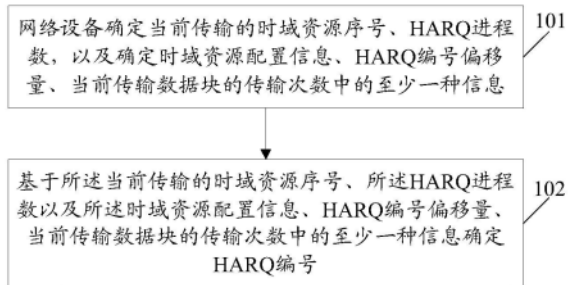 网络设备确定当前传输的时域资源序号、HARQ进程
数，以及确定时域资源配置信息、HARQ编号偏移
量、当前传输数据块的传输次数中的至少一种信息
101
基于所述当前传输的时域资源序号、所述HARQ进程
数以及所述时域资源配置信息、HARQ编号偏移量、
当前传输数据块的传输次数中的至少一种信息确定
HARQ编号
102